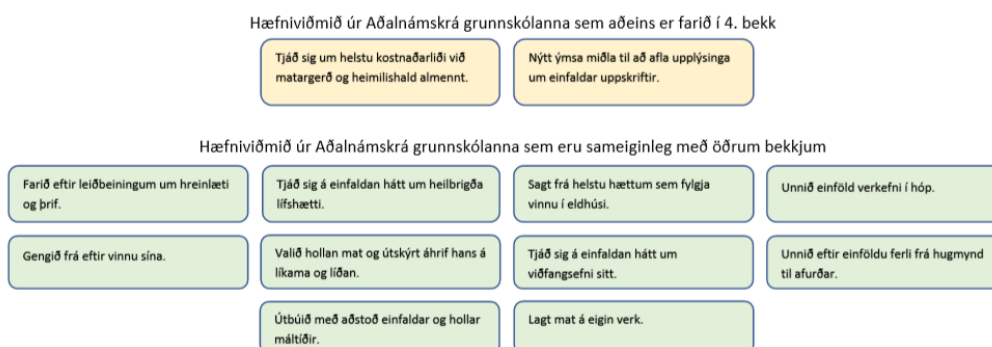 Hæfniviðmið úr Aðalnámskrá grunnskólanna sem aðeins er farið í 4. bekk
Tjáð sig um helstu kostnaðarliði við
matargerð og heimilishald almennt.
Nýtt ýmsa miðla til að afla upplýsinga
um einfaldar uppskriftir.
Hæfniviðmið úr Aðalnámskrá grunnskólanna sem eru sameiginleg með öðrum bekkjum
Farið eftir leiðbeiningum um hreinlæti
og þrif.
Tjáð sig á einfaldan hátt um heilbrigða
lífshætti.
Sagt frá helstu hættum sem fylgja
vinnu í eldhúsi.
Unnið einföld verkefni í hóp.
Gengið frá eftir vinnu sína.
Valið hollan mat og útskýrt áhrif hans á
líkama og líðan.
Tjáð sig á einfaldan hátt um
viðfangsefni sitt.
Unnið eftir einföldu ferli frá hugmynd
til afurðar.
Útbúið með aðstoð einfaldar og hollar
máltíðir.
Lagt mat á eigin verk.